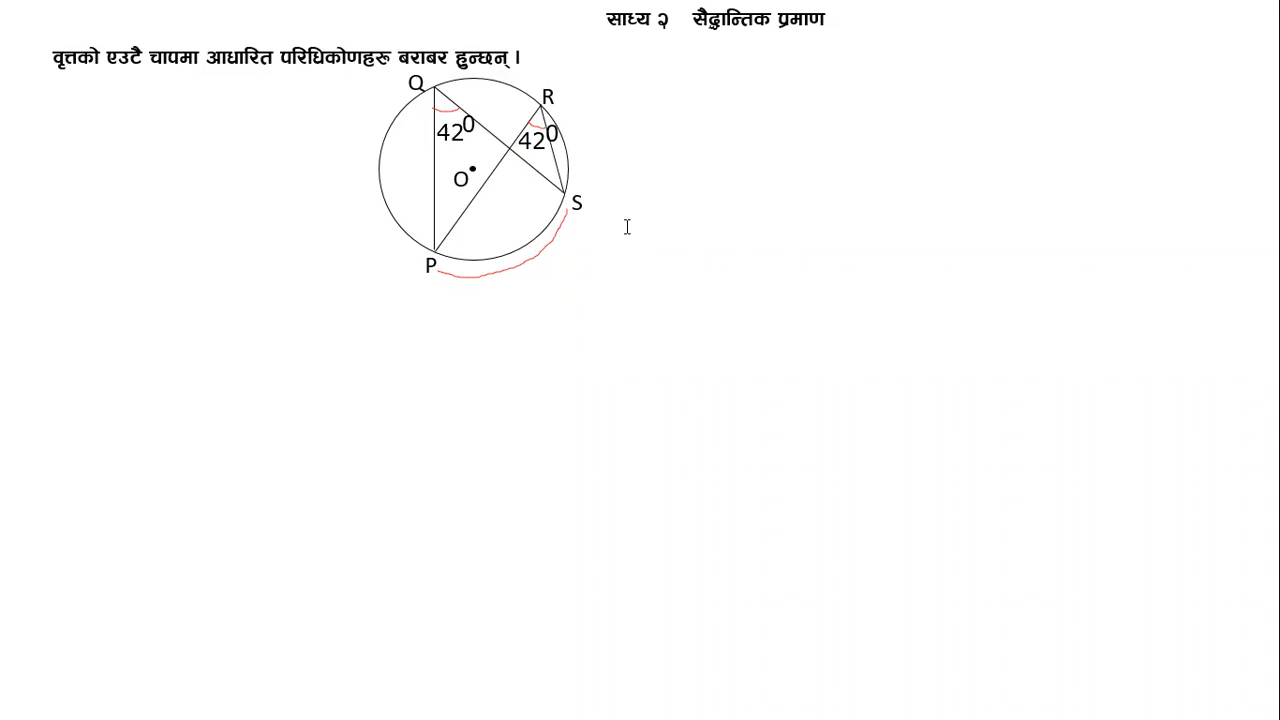 साध्य २ सैद्धान्तिक प्रमाण
वृत्तको एउटै चापमा आधारित परिधिकोणहरू बराबर हुन्छन् ।
Q
R
42⁰
42⁰
O
S
P